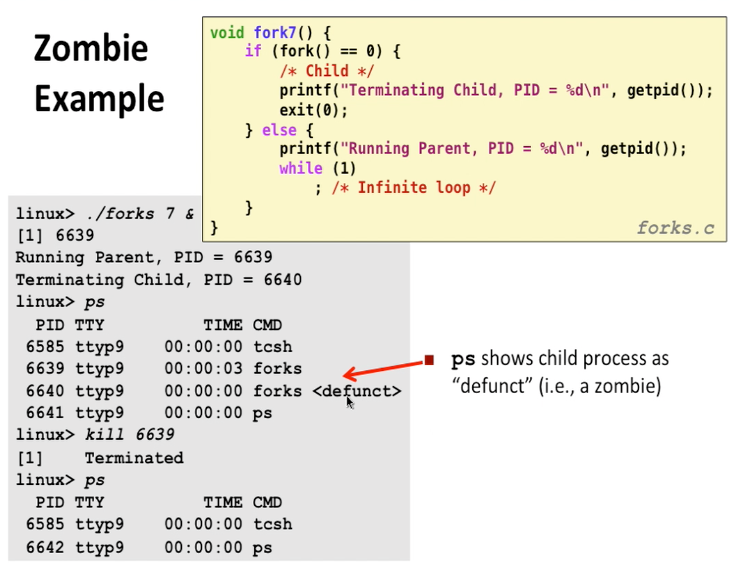 Zombie
Example
void fork7() {
    if (fork() == 0) {
        /* Child */
        printf("Terminating Child, PID = %d\n", getpid());
        exit(0);
    } else {
        printf("Running Parent, PID = %d\n", getpid());
        while (1)
            ; /* Infinite loop */
    }
}
forks.c
linux> ./forks 7 &
[1] 6639
Running Parent, PID = 6639
Terminating Child, PID = 6640
linux> ps
  PID TTY          TIME CMD
 6585 ttyp9    00:00:00 tcsh
 6639 ttyp9    00:00:03 forks
 6640 ttyp9    00:00:00 forks <defunct>
 6641 ttyp9    00:00:00 ps
linux> kill 6639
[1]    Terminated
linux> ps
  PID TTY          TIME CMD
 6585 ttyp9    00:00:00 tcsh
 6642 ttyp9    00:00:00 ps
ps shows child process as
“defunct” (i.e., a zombie)